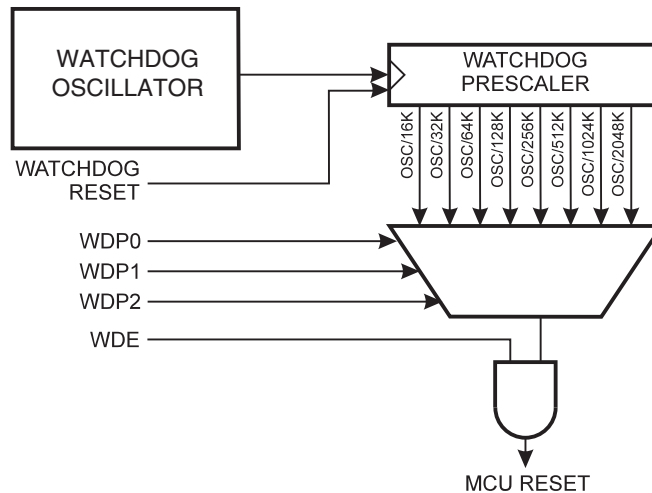 WATCHDOG
OSCILLATOR
WATCHDOG
PRESCALER
OSC/16K
OSC/32K
OSC/64K
OSC/128K
OSC/256K
OSC/512K
OSC/1024K
OSC/2048K
WATCHDOG
RESET
WDP0
WDP1
WDP2
WDE
MCU RESET